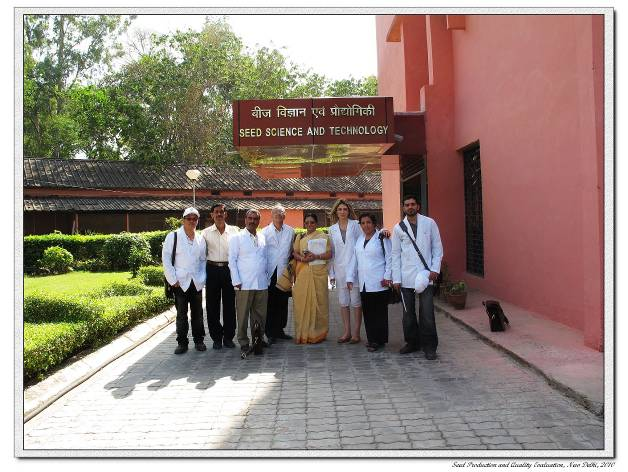 बीज विज्ञान एवं प्रौद्योगिकी
SEED SCIENCE AND TECHNOLOGY
Seed Production and Quality Evaluation, New Delhi, 2010